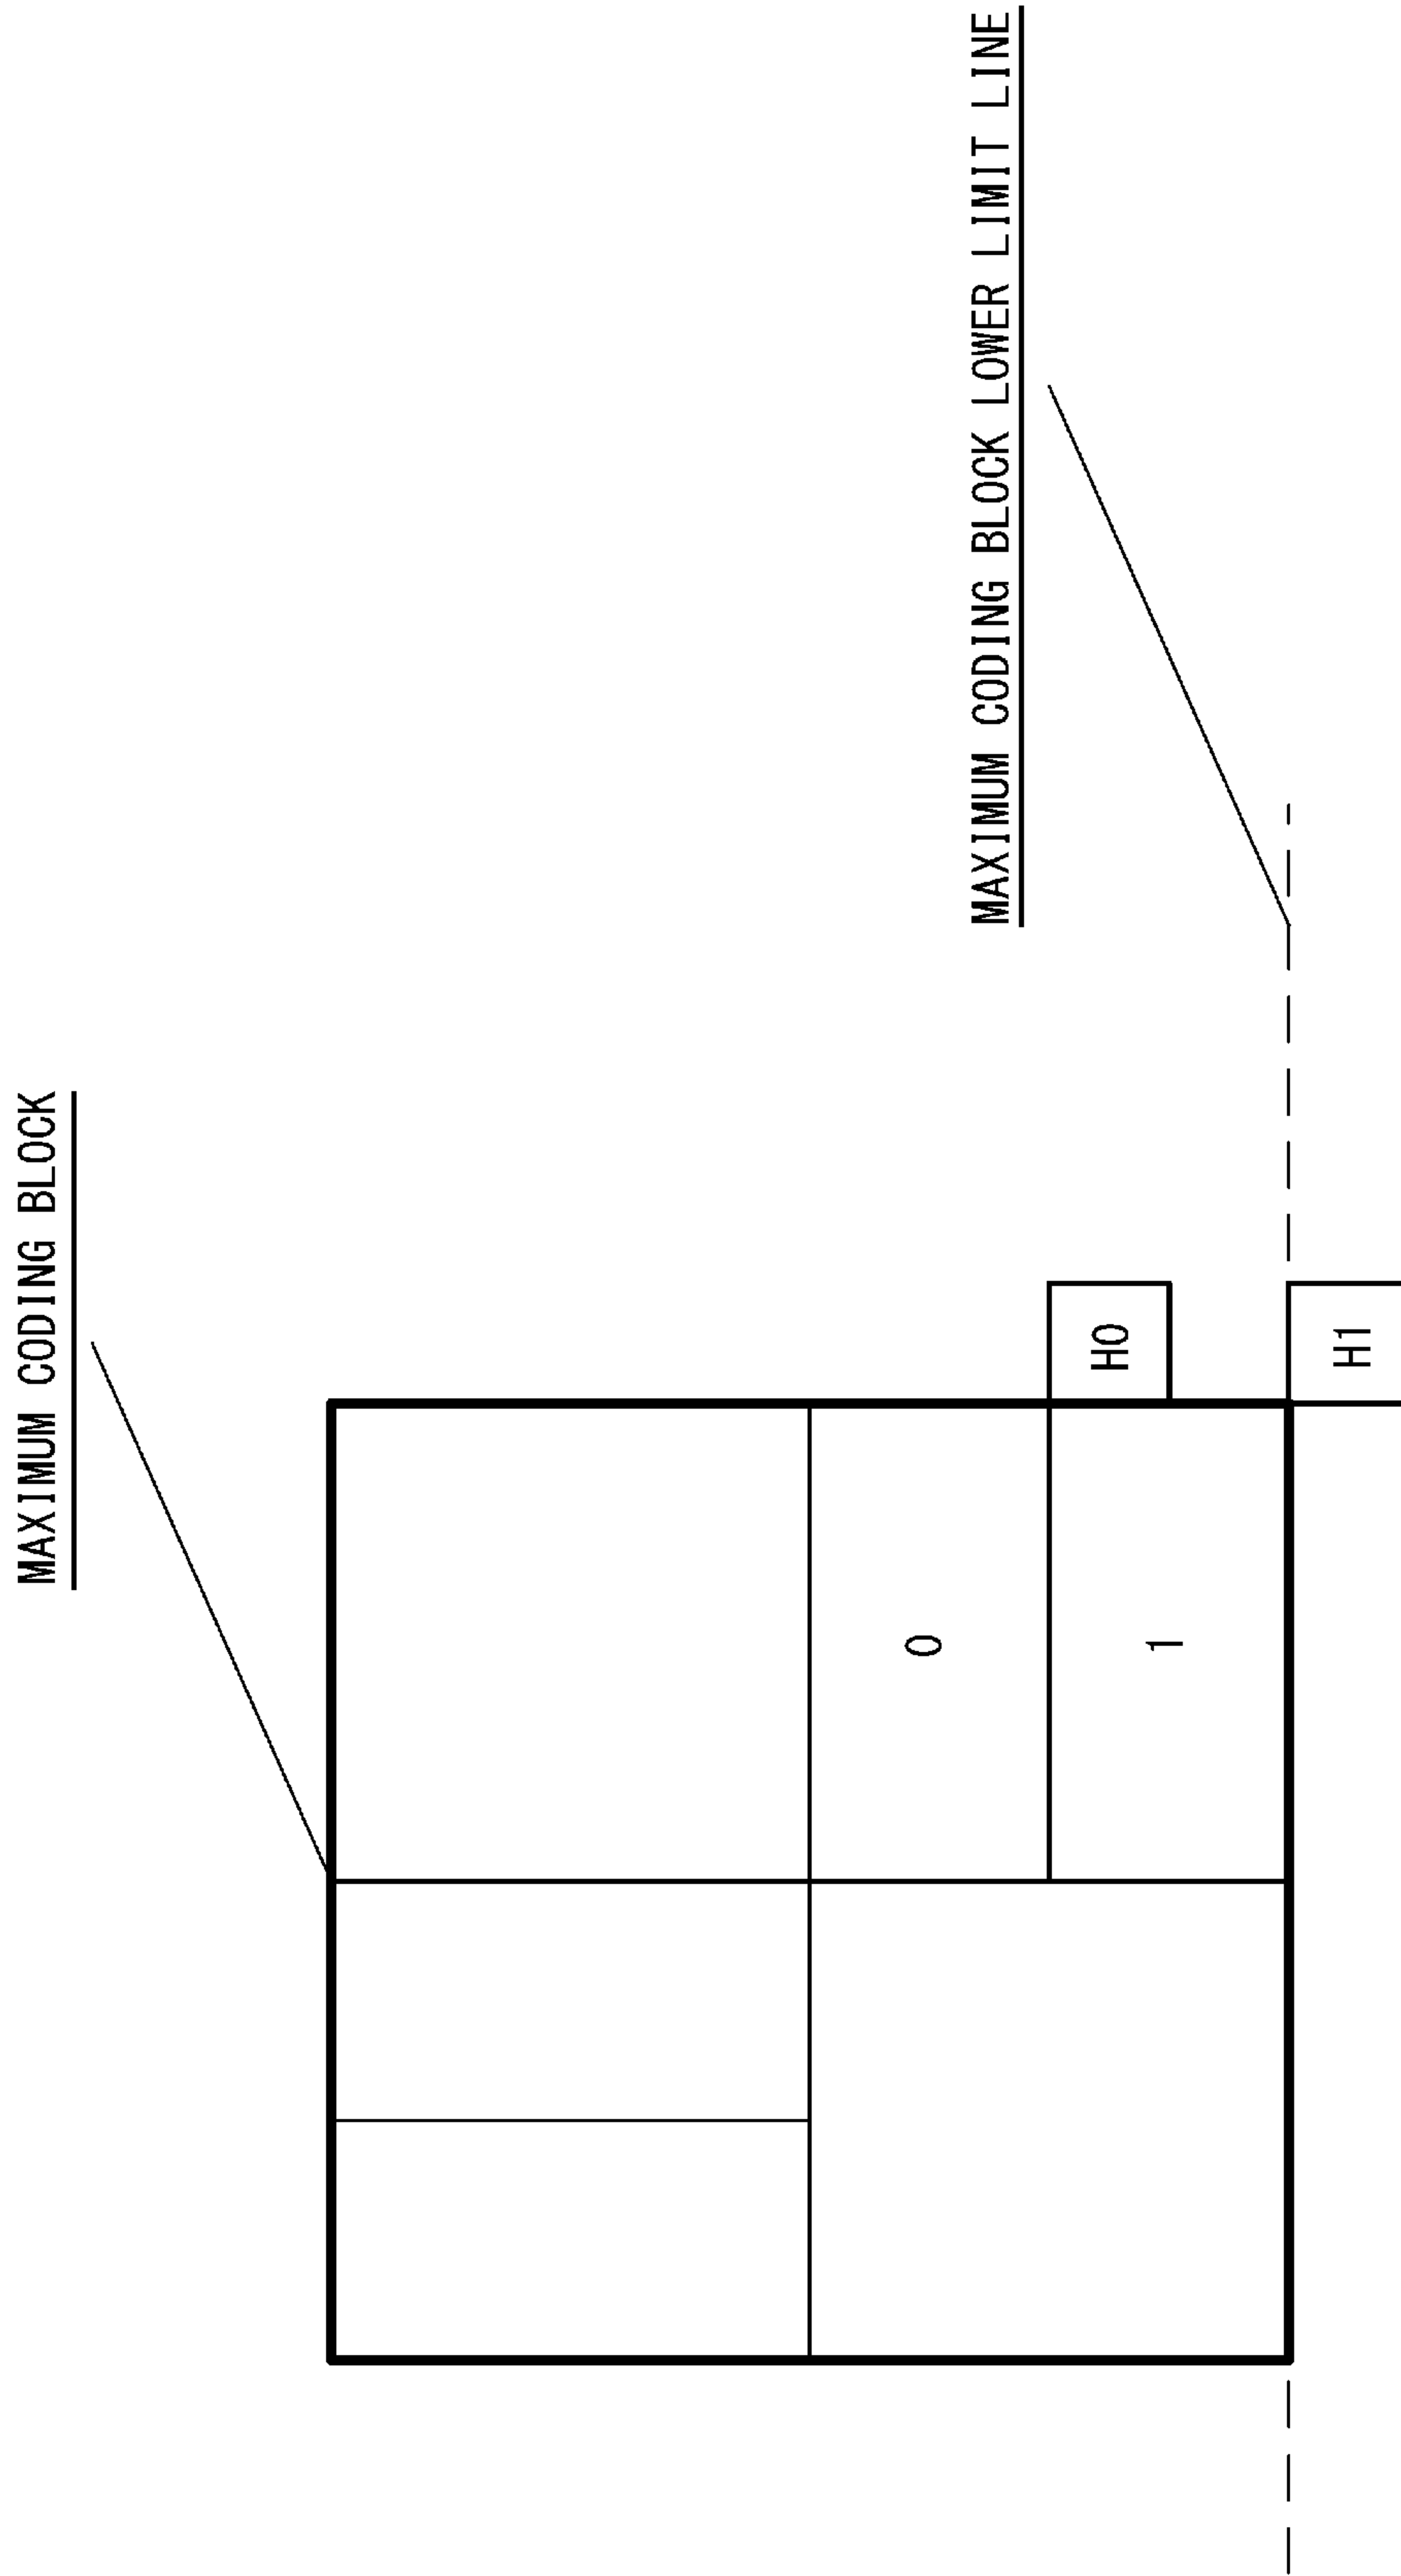 MAXIMUM CODING BLOCK
MAXIMUM CODING BLOCK LOWER LIMIT LINE
0
1
H0
H1